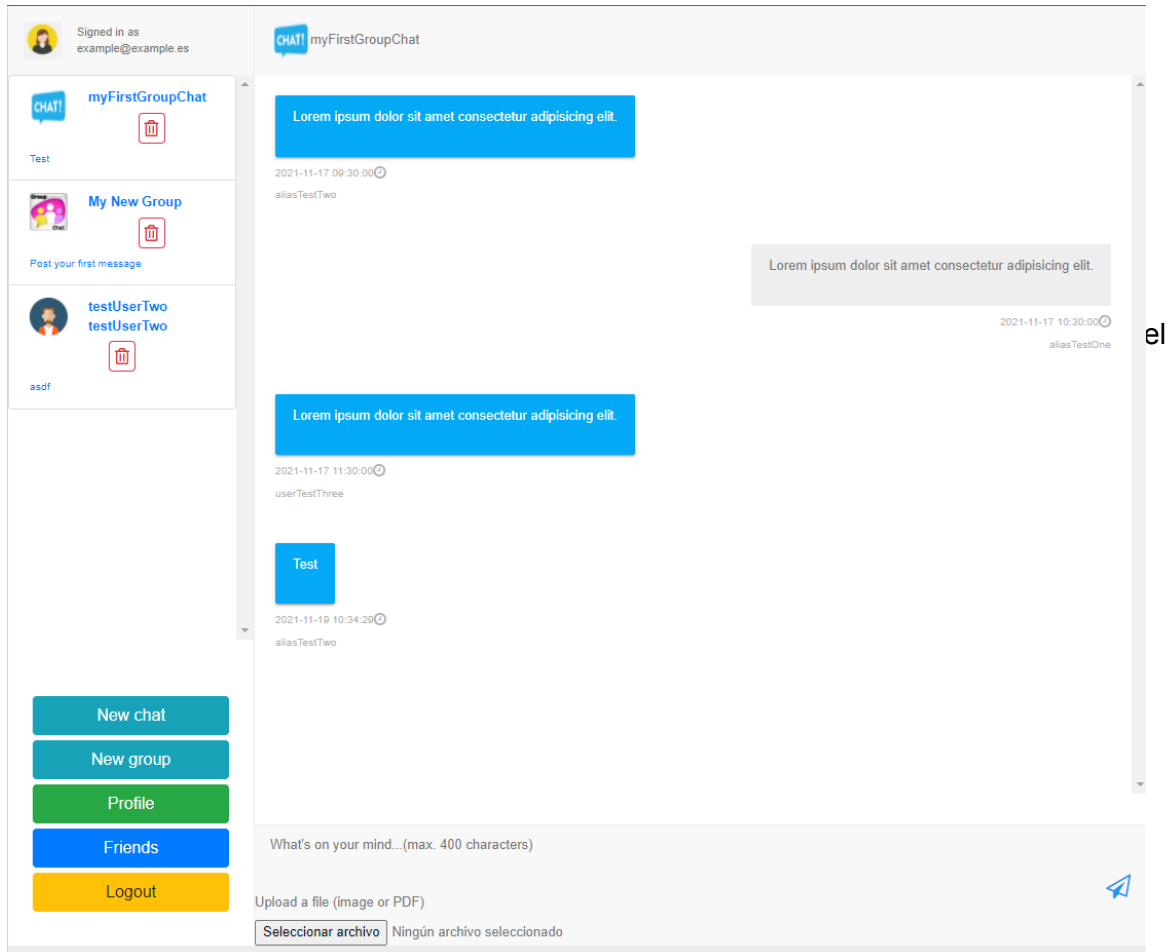 Signed in as
example@example.es
CHAT! myFirstGroupChat
CHAT!
myFirstGroupChat
Test
Group
Chat
My New Group
Post your first message
testUserTwo
testUserTwo
asdf
New chat
New group
Profile
Friends
Logout
Lorem ipsum dolor sit amet consectetur adipisicing elit.
2021-11-17 09:30:00
aliasTestTwo
Lorem ipsum dolor sit amet consectetur adipisicing elit.
2021-11-17 10:30:00
aliasTestOne
Lorem ipsum dolor sit amet consectetur adipisicing elit.
2021-11-17 11:30:00
userTestThree
Test
2021-11-19 10:34:29
aliasTestTwo
What's on your mind...(max. 400 characters)
Upload a file (image or PDF)
Seleccionar archivo Ningún archivo seleccionado
el